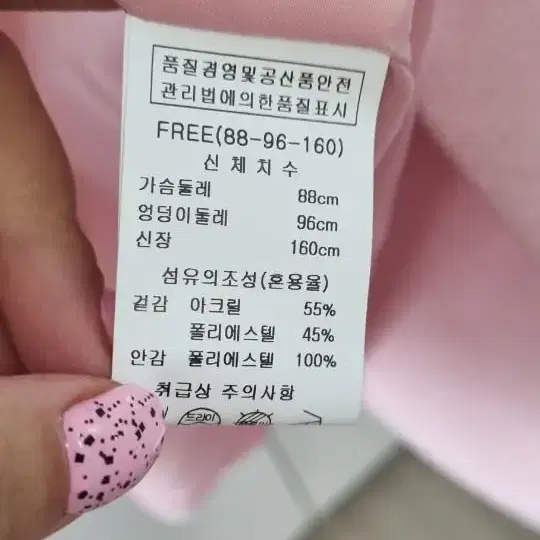 품질경영및공산품안전
관리법에의한품질표시
FREE(88-96-160)
신체치수
가슴둘레 88cm
엉덩이둘레 96cm
신장 160cm
섬유의조성(혼용율)
겉감 아크릴 55%
폴리에스텔 45%
안감 폴리에스텔 100%
취급상 주의사항
드라이